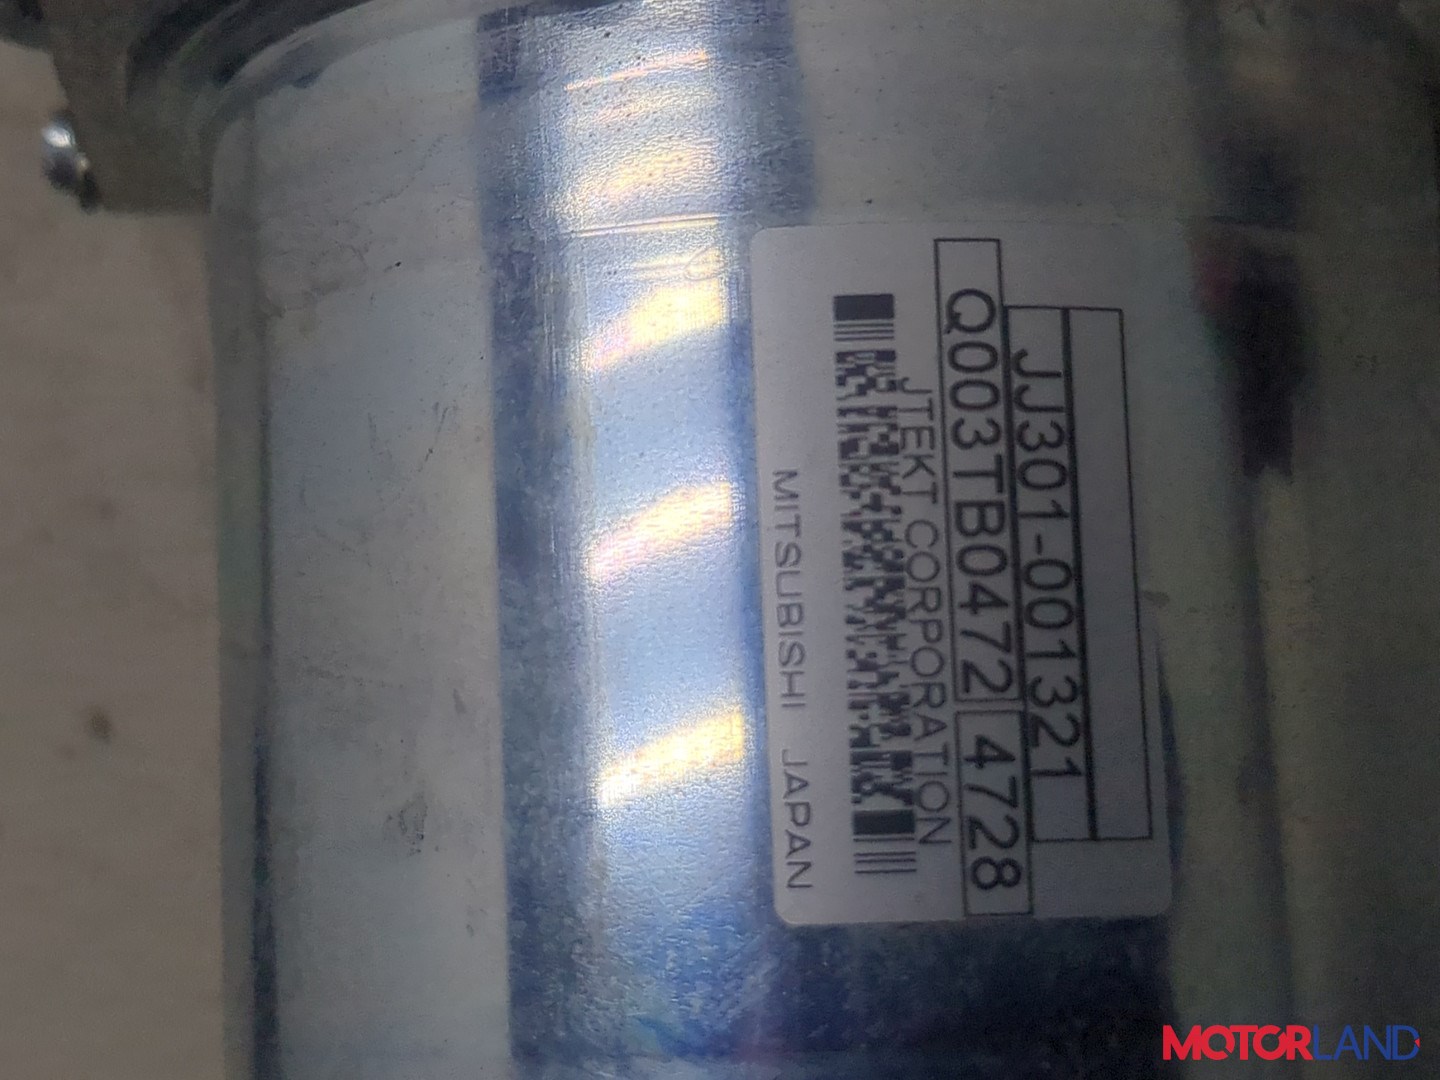 JJ301-001321
Q003TB0472 4728
JTEKT CORPORATION
MITSUBISHI JAPAN
MOTORLAND